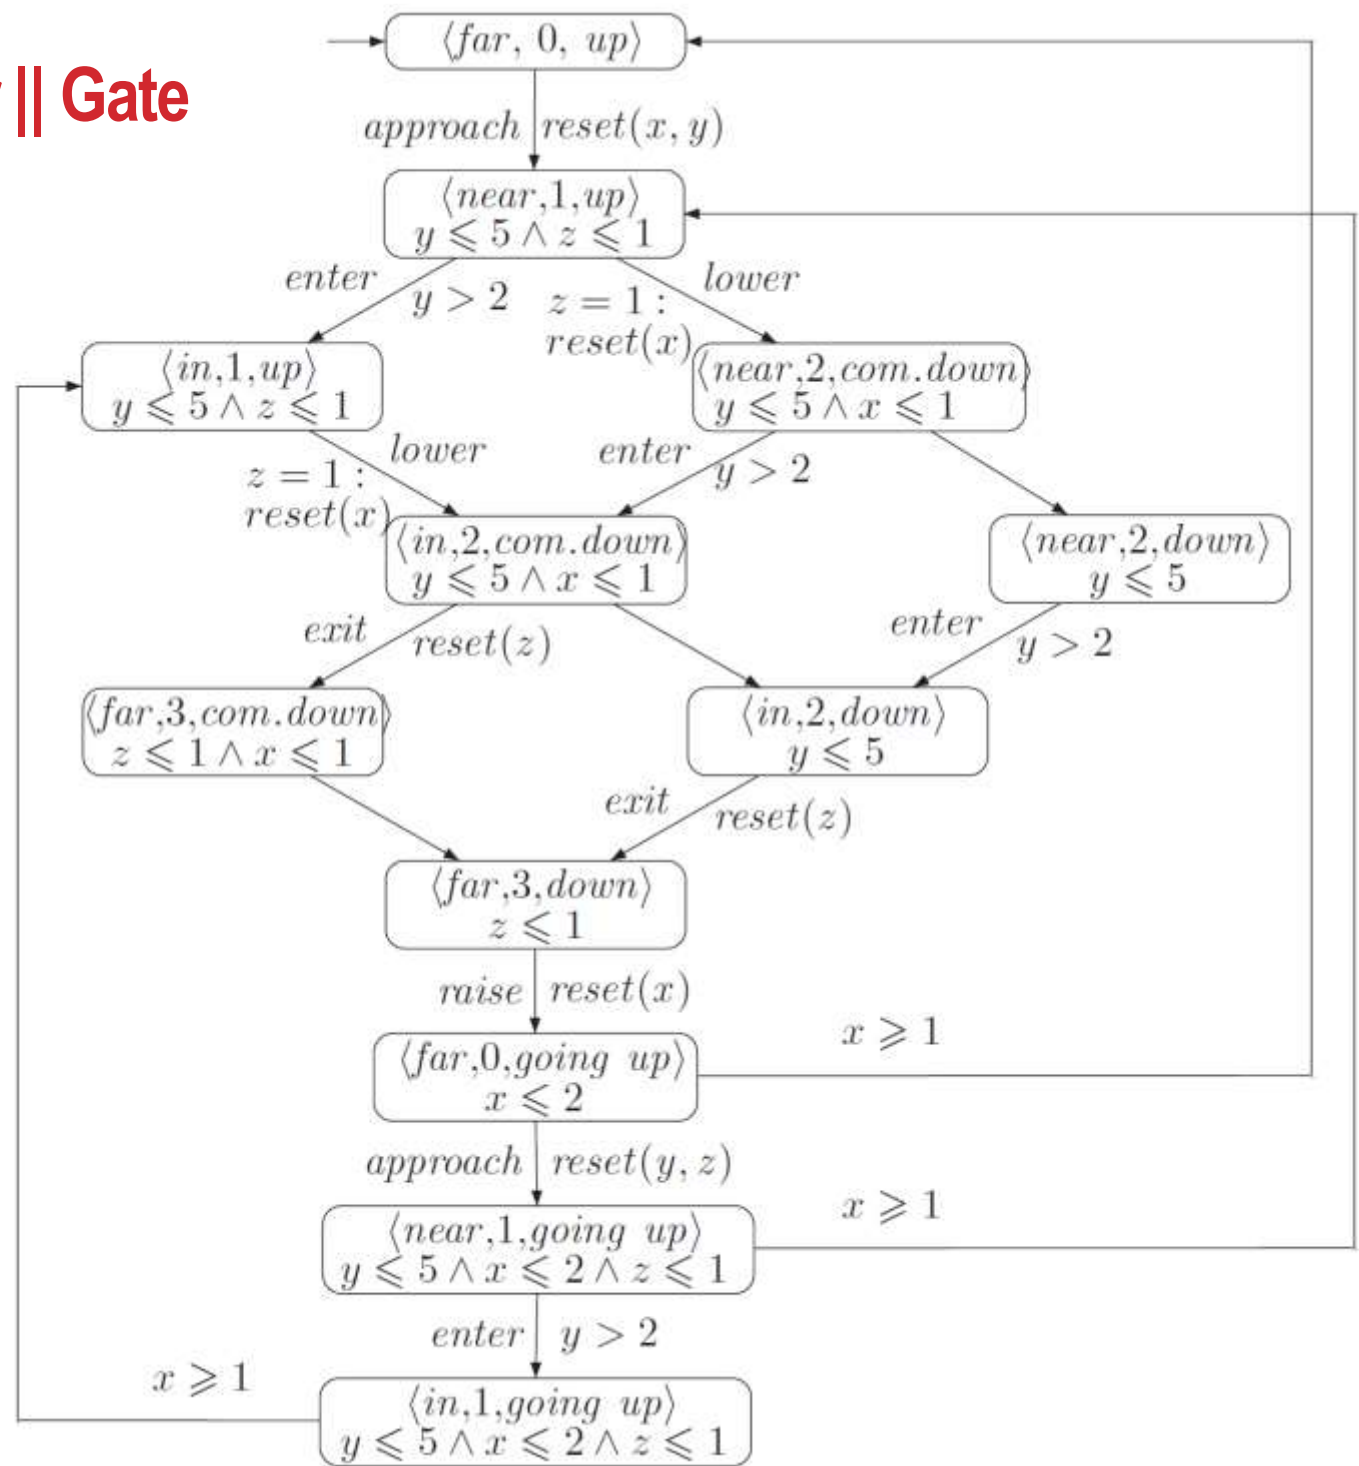 ⟨far, 0, up⟩
|| Gate
approach reset(x, y)
⟨near,1,up⟩
y ⩽ 5 ∧ z ⩽ 1
enter
y > 2
lower
z = 1 :
reset(x)
⟨in,1,up⟩
y ⩽ 5 ∧ z ⩽ 1
⟨near,2,com.down⟩
y ⩽ 5 ∧ x ⩽ 1
lower
z = 1 :
reset(x)
enter
y > 2
⟨in,2,com.down⟩
y ⩽ 5 ∧ x ⩽ 1
⟨near,2,down⟩
y ⩽ 5
exit
reset(z)
enter
y > 2
⟨far,3,com.down⟩
z ⩽ 1 ∧ x ⩽ 1
⟨in,2,down⟩
y ⩽ 5
exit
reset(z)
⟨far,3,down⟩
z ⩽ 1
raise reset(x)
⟨far,0,going up⟩
x ⩽ 2
x ⩾ 1
approach reset(y, z)
⟨near,1,going up⟩
y ⩽ 5 ∧ x ⩽ 2 ∧ z ⩽ 1
x ⩾ 1
enter y > 2
x ⩾ 1
⟨in,1,going up⟩
y ⩽ 5 ∧ x ⩽ 2 ∧ z ⩽ 1